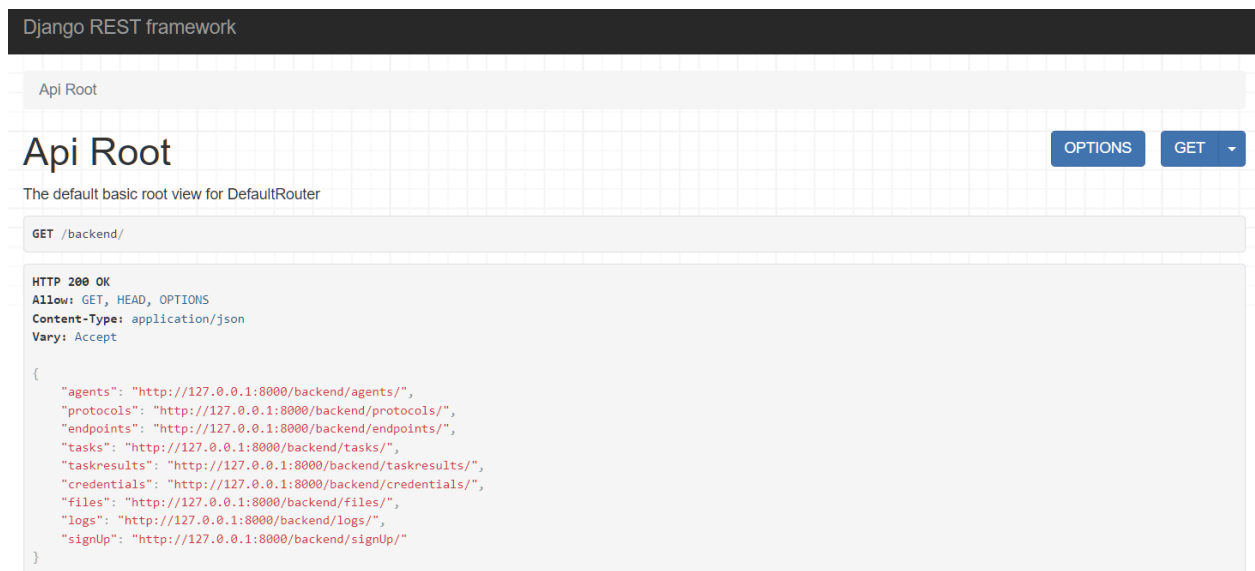 Django REST framework
Api Root
Api Root
OPTIONS
GET
The default basic root view for DefaultRouter
GET /backend/
HTTP 200 OK
Allow: GET, HEAD, OPTIONS
Content-Type: application/json
Vary: Accept
{
    "agents": "http://127.0.0.1:8000/backend/agents/",
    "protocols": "http://127.0.0.1:8000/backend/protocols/",
    "endpoints": "http://127.0.0.1:8000/backend/endpoints/",
    "tasks": "http://127.0.0.1:8000/backend/tasks/",
    "taskresults": "http://127.0.0.1:8000/backend/taskresults/",
    "credentials": "http://127.0.0.1:8000/backend/credentials/",
    "files": "http://127.0.0.1:8000/backend/files/",
    "logs": "http://127.0.0.1:8000/backend/logs/",
    "signUp": "http://127.0.0.1:8000/backend/signUp/"
}